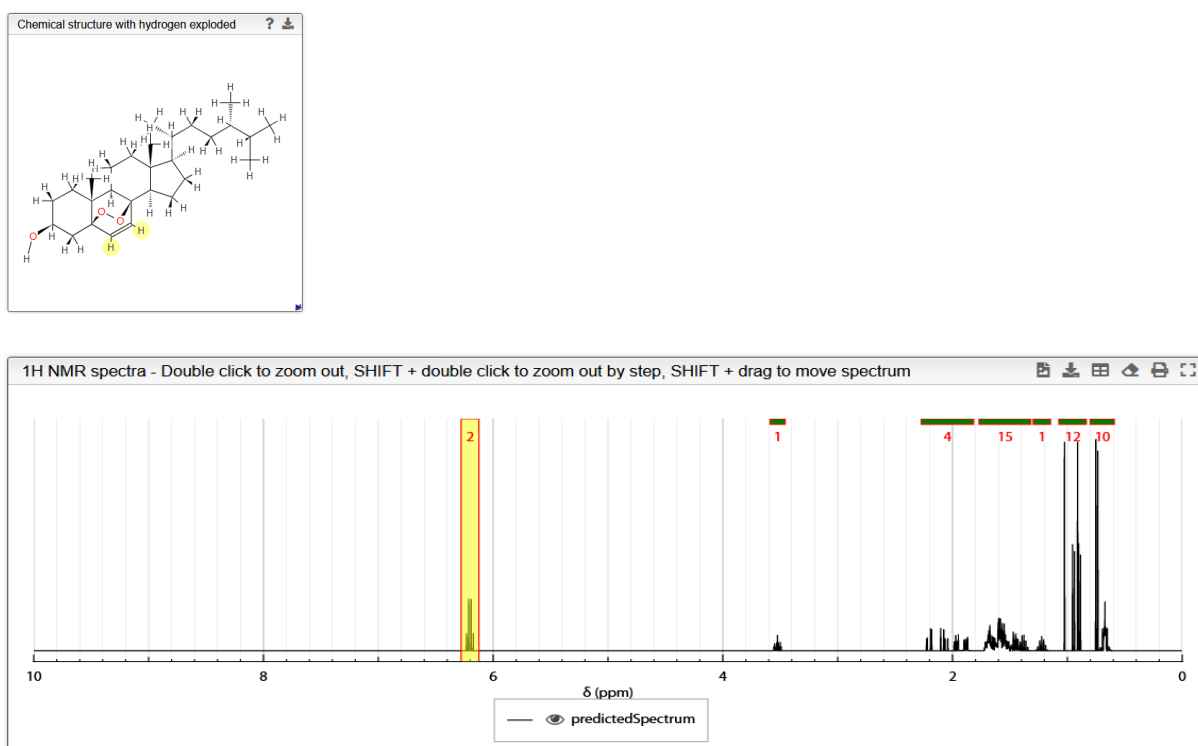 Chemical structure with hydrogen exploded ?
H
H H
H H H H H
H H H H
H H H H H
H H H H
H H H H H
H H H H
H O O H H H
O H H
H H H
H
1H NMR spectra - Double click to zoom out, SHIFT + double click to zoom out by step, SHIFT + drag to move spectrum
2 1 4 15 1 12 10
10 8 6 4 2 0
δ (ppm)
predictedSpectrum